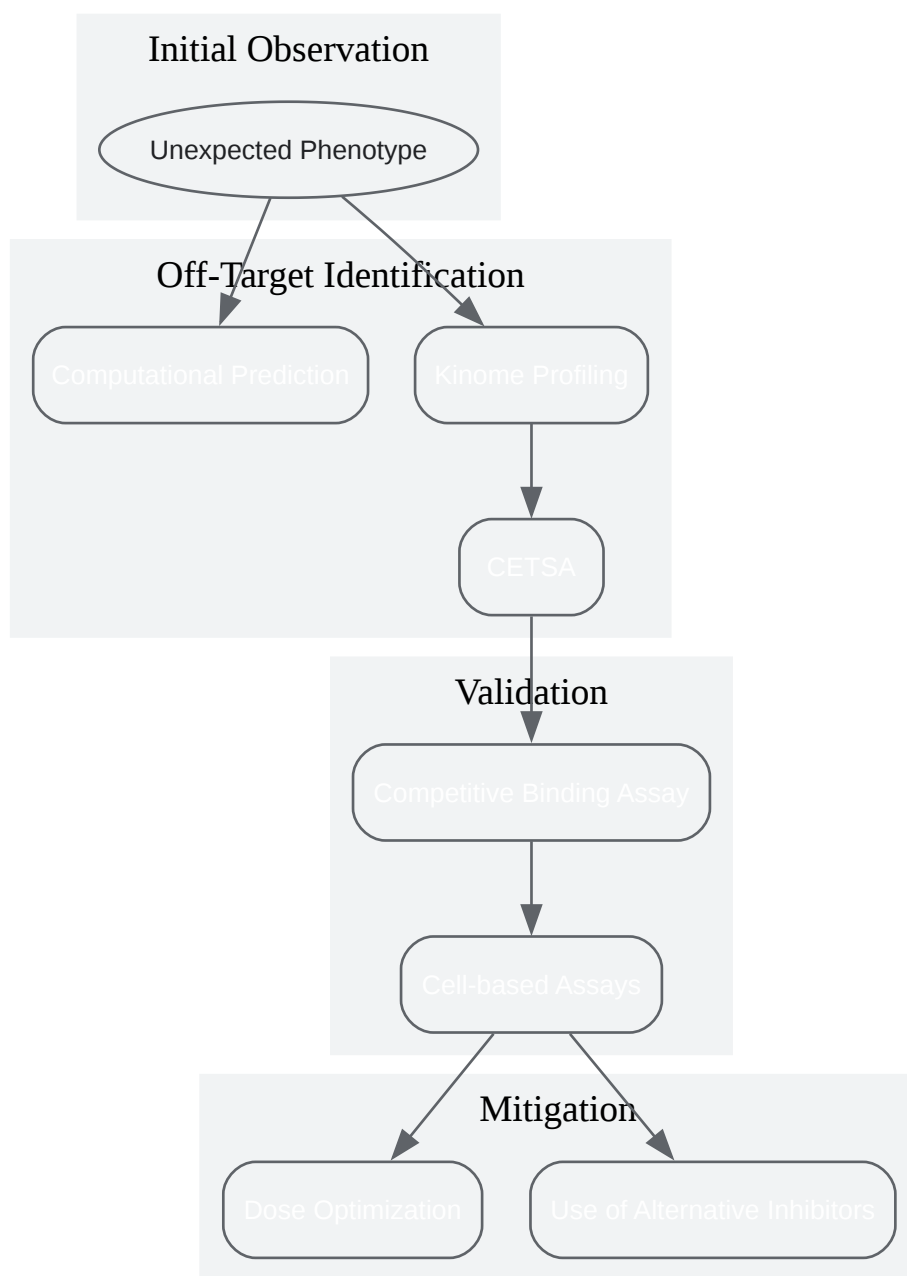 Initial Observation
Unexpected Phenotype
Off-Target Identification
Computational Prediction
Kinome Profiling
CETSA
Validation
Competitive Binding Assay
Cell-based Assays
Mitigation
Dose Optimization
Use of Alternative Inhibitors